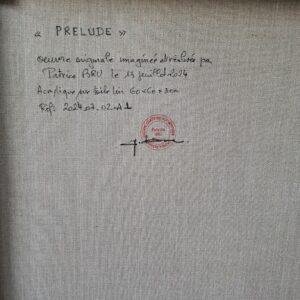 « PRELUDE »
oeuvre originale imaginée et réalisée par
Patrice BRU le 13 juillet 2024
Acrylique sur toile lin 60x60
Réf: 2024.07.02.A1